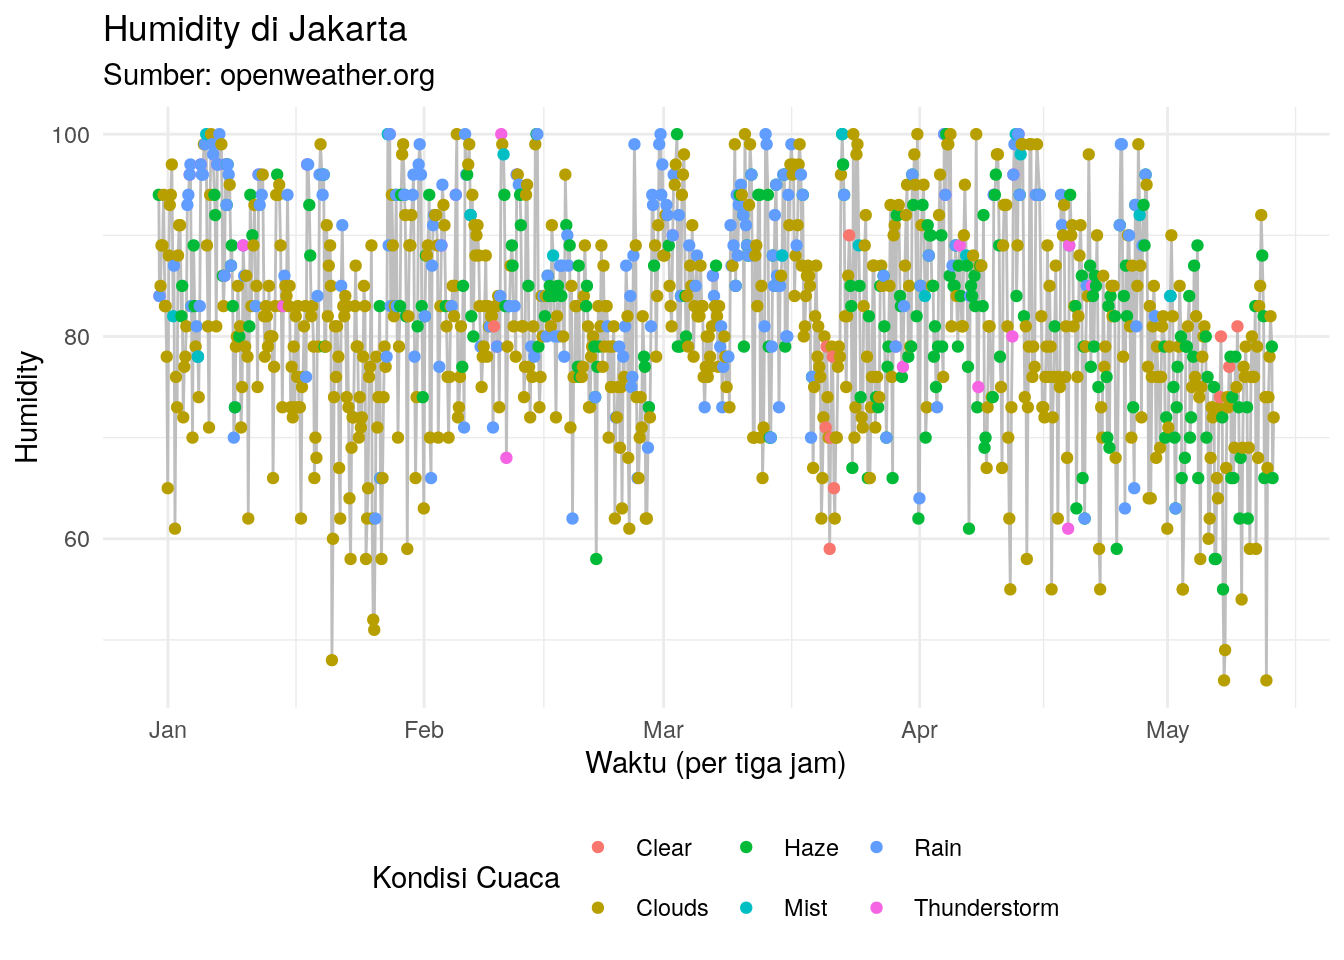 Humidity di Jakarta
Sumber: openweather.org
100
80
60
Humidity
Jan Feb Mar Apr May
Waktu (per tiga jam)
Kondisi Cuaca
Clear Haze Rain
Clouds Mist Thunderstorm